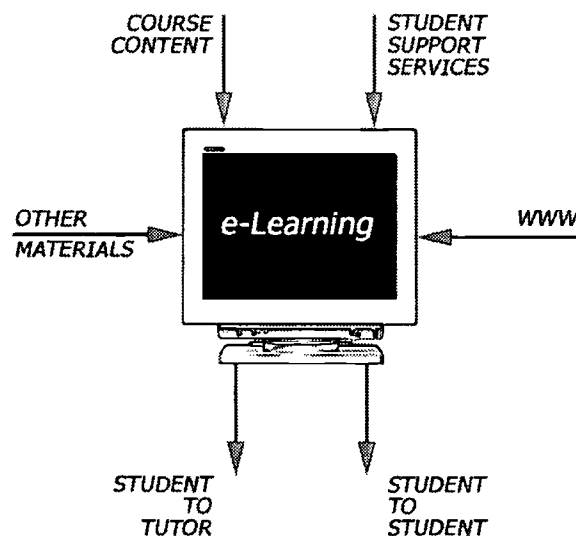 COURSE
CONTENT
STUDENT
SUPPORT
SERVICES
OTHER
MATERIALS
e-Learning
WWW
STUDENT
TO
TUTOR
STUDENT
TO
STUDENT